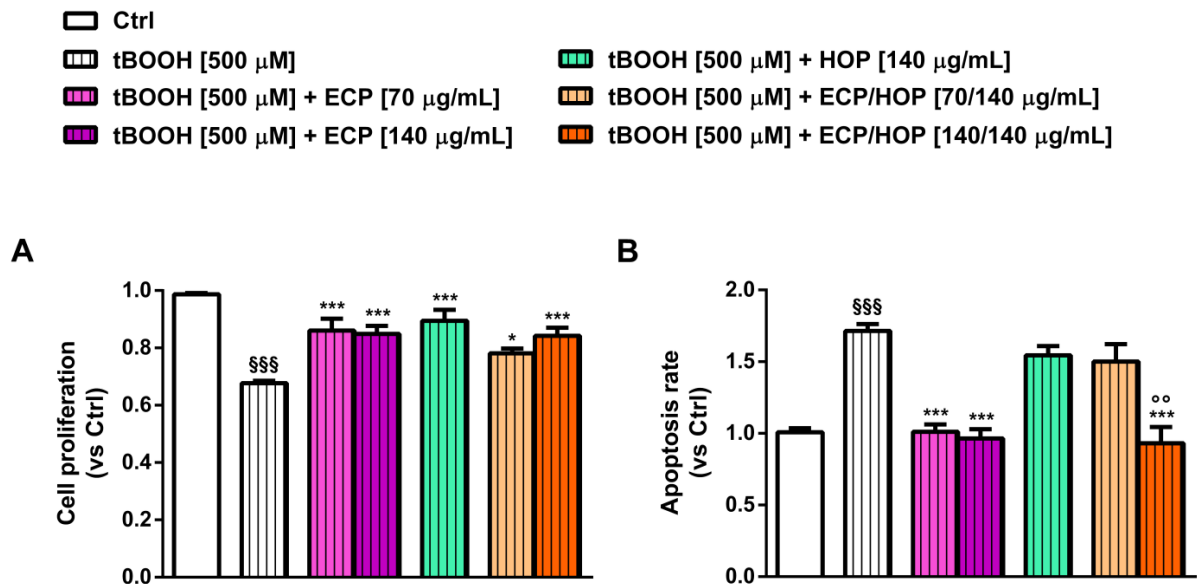 Ctrl
tBOOH [500 μM]
tBOOH [500 μM] + HOP [140 μg/mL]
tBOOH [500 μM] + ECP [70 μg/mL]
tBOOH [500 μM] + ECP/HOP [70/140 μg/mL]
tBOOH [500 μM] + ECP [140 μg/mL]
tBOOH [500 μM] + ECP/HOP [140/140 μg/mL]
A
Cell proliferation
(vs Ctrl)
1.0
0.8
0.6
0.4
0.2
0.0
§§§
***
***
***
*
***
B
Apoptosis rate
(vs Ctrl)
2.0
1.5
1.0
0.5
0.0
§§§
***
***
°°
***